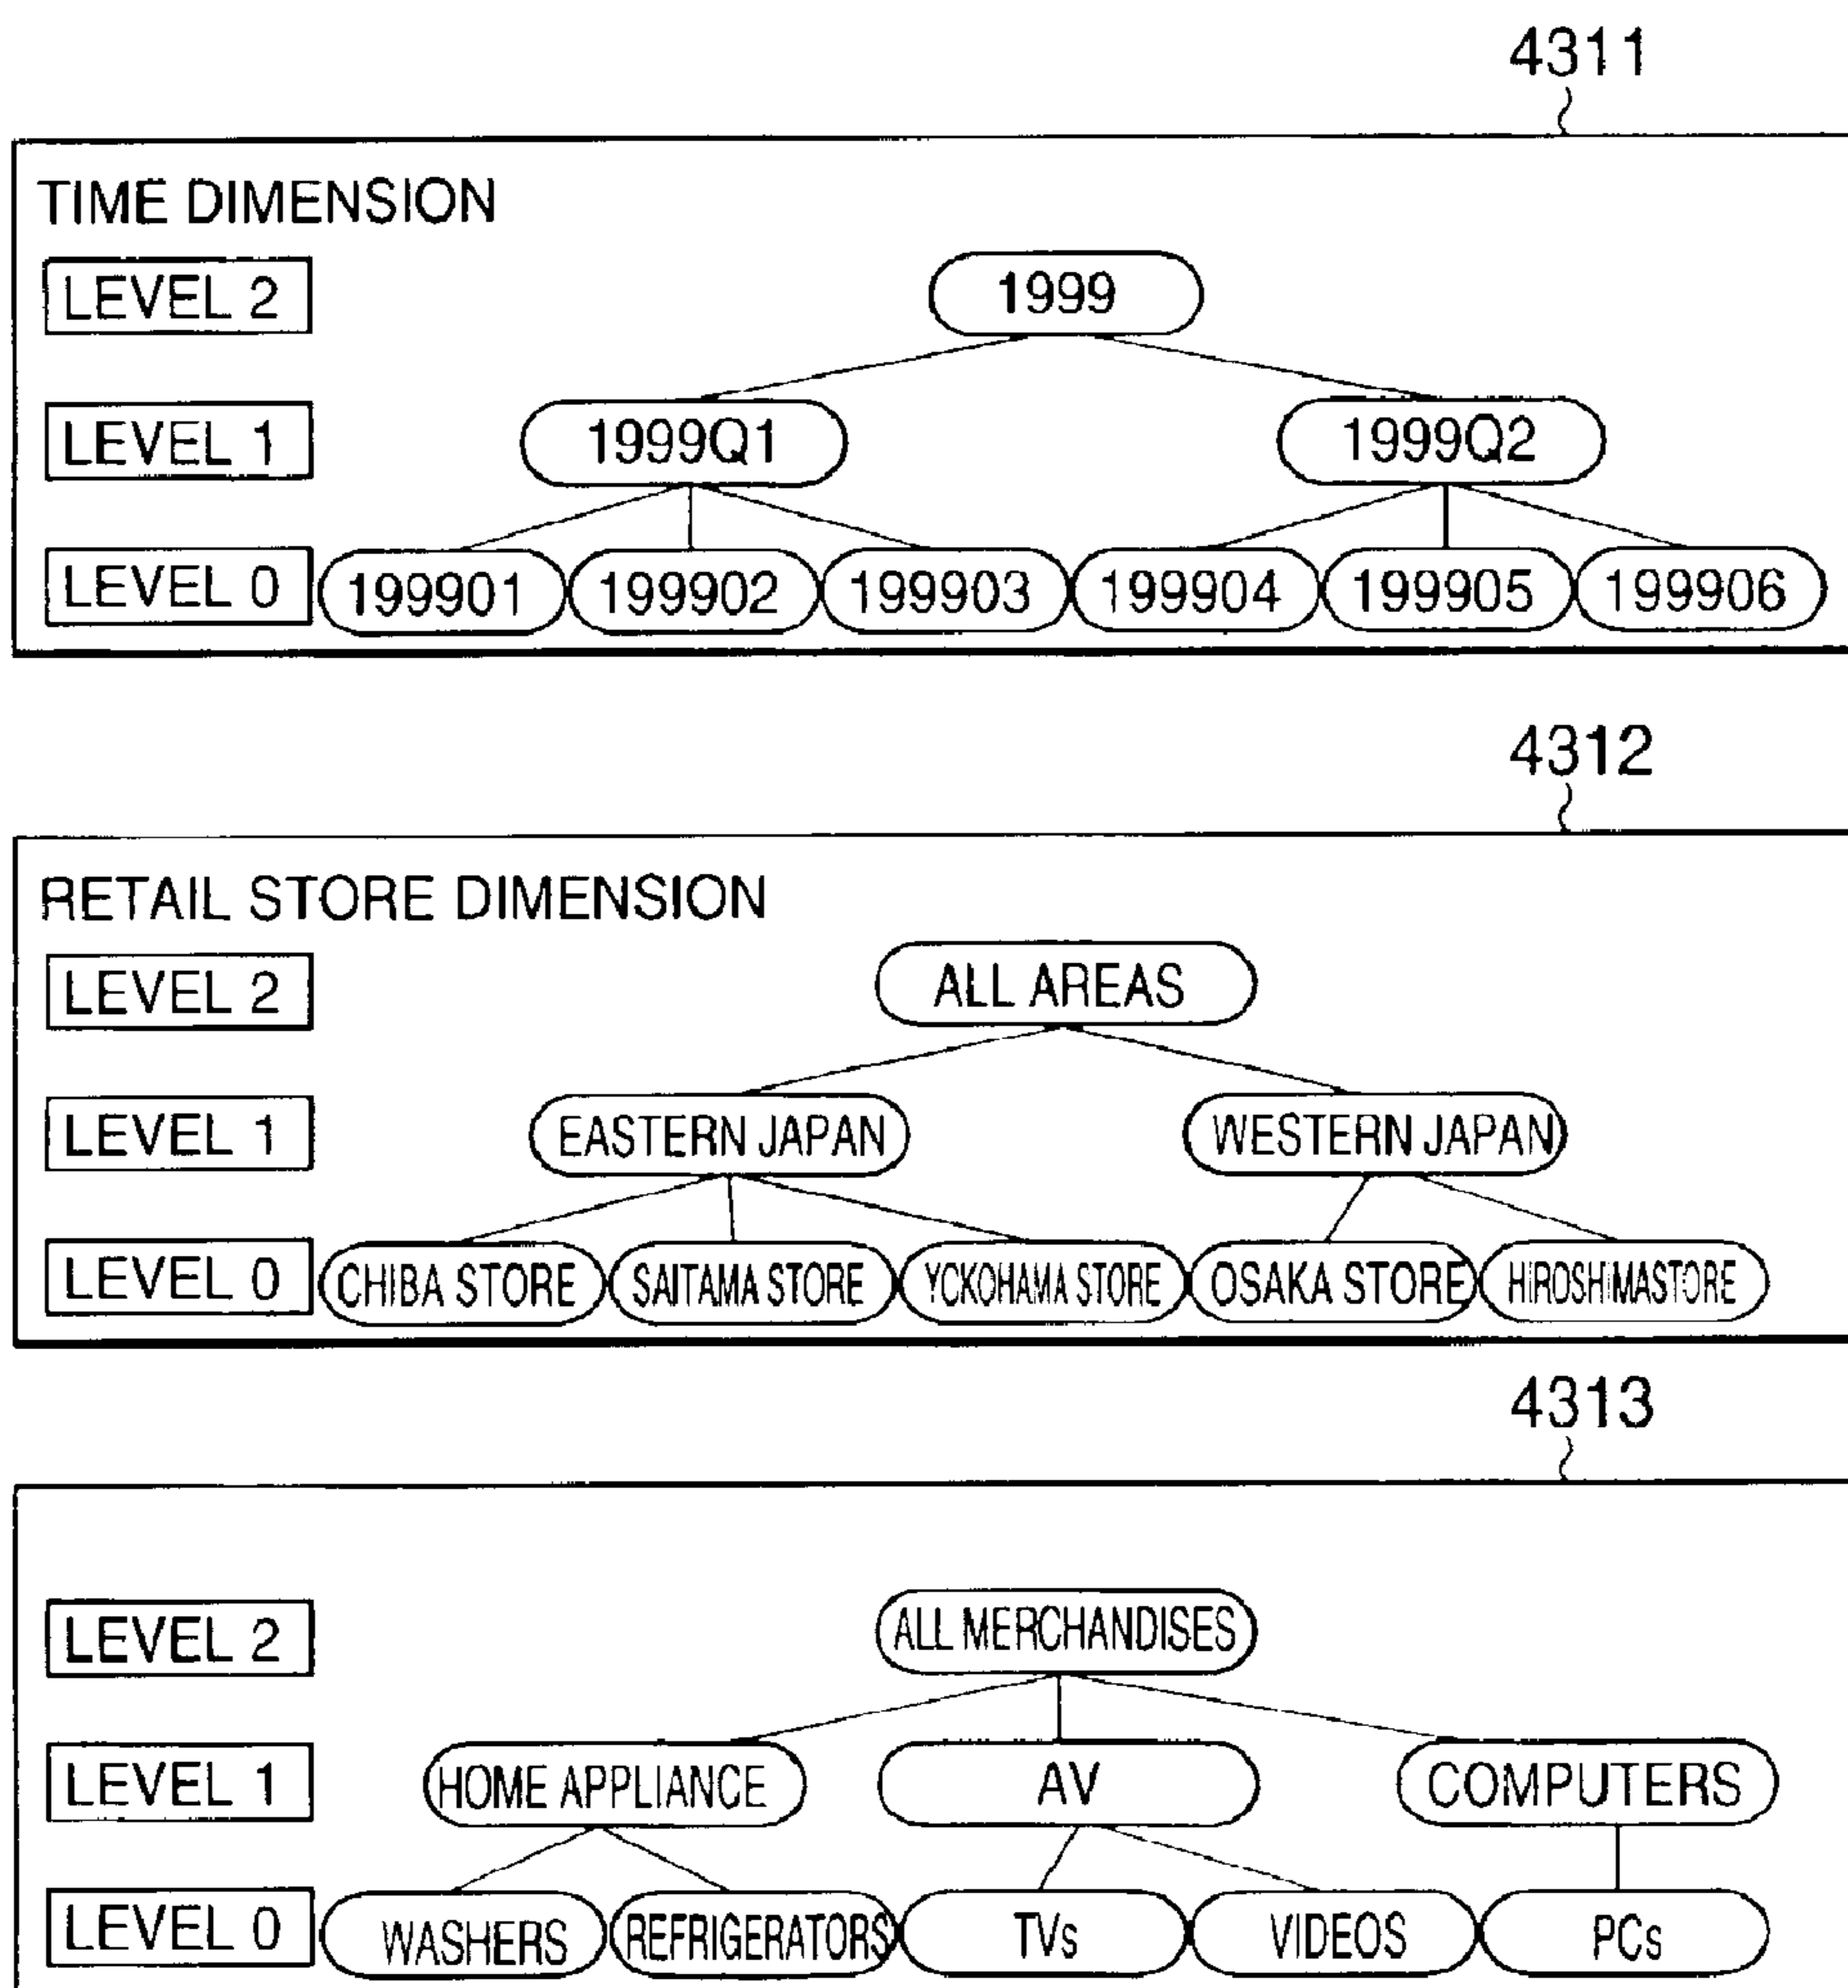 4311
TIME DIMENSION
LEVEL 2
1999
LEVEL 1
1999Q1
1999Q2
LEVEL 0
199901
199902
199903
199904
199905
199906
4312
RETAIL STORE DIMENSION
LEVEL 2
ALL AREAS
LEVEL 1
EASTERN JAPAN
WESTERN JAPAN
LEVEL 0
CHIBA STORE
SAITAMA STORE
YOKOHAMA STORE
OSAKA STORE
HIROSHIMASTORE
4313
LEVEL 2
ALL MERCHANDISES
LEVEL 1
HOME APPLIANCE
AV
COMPUTERS
LEVEL 0
WASHERS
REFRIGERATORS
TVs
VIDEOS
PCs